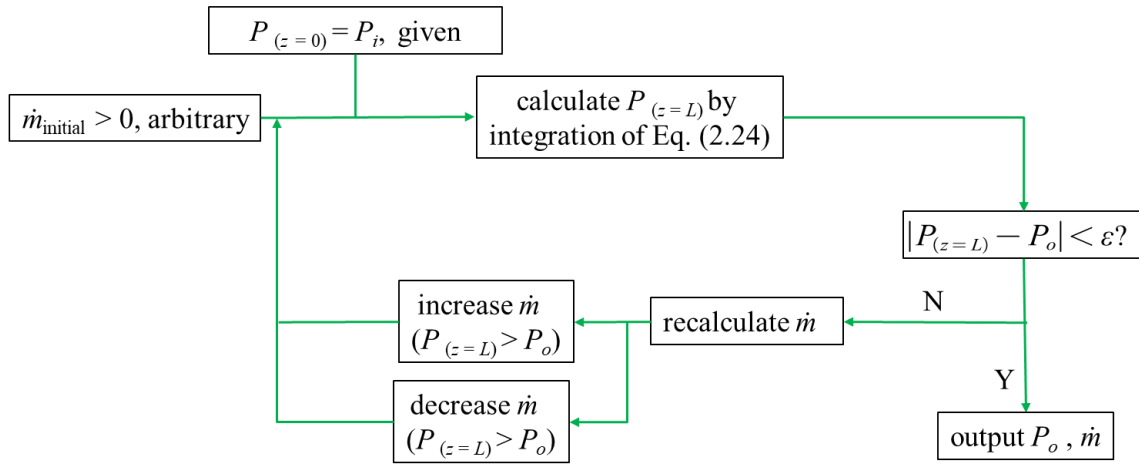 P (z = 0) = Pi, given
ṁinitial > 0, arbitrary
calculate P (z = L) by
integration of Eq. (2.24)
|P(z = L) − Po| < ε?
N
recalculate ṁ
increase ṁ
(P (z = L) > Po)
decrease ṁ
(P (z = L) > Po)
Y
output Po , ṁ